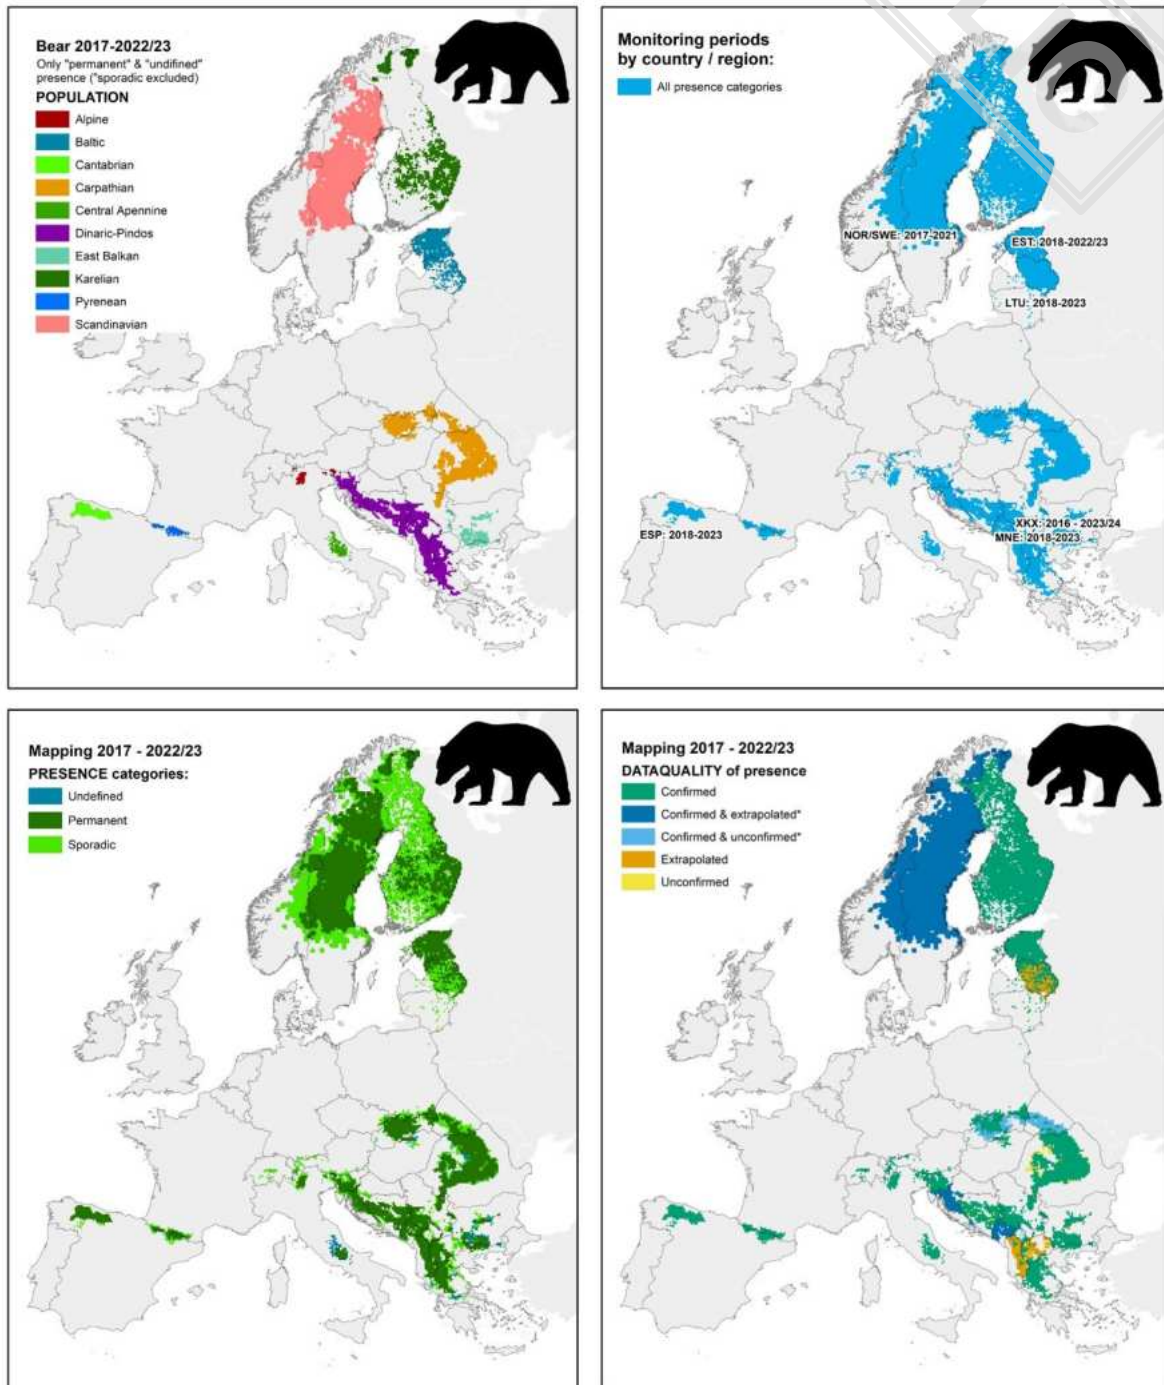 Bear 2017-2022/23
Only "permanent" & "undifined"
presence ("sporadic excluded)
POPULATION
Alpine
Baltic
Cantabrian
Carpathian
Central Apennine
Dinaric-Pindos
East Balkan
Karelian
Pyrenean
Scandinavian
Monitoring periods
by country / region:
All presence categories
NOR/SWE: 2017-2021
EST: 2018-2022/23
LTU: 2018-2023
XKX: 2016 - 2023/24
MNE: 2018-2023
ESP: 2018-2023
Mapping 2017 - 2022/23
PRESENCE categories:
Undefined
Permanent
Sporadic
Mapping 2017 - 2022/23
DATAQUALITY of presence
Confirmed
Confirmed & extrapolated*
Confirmed & unconfirmed*
Extrapolated
Unconfirmed